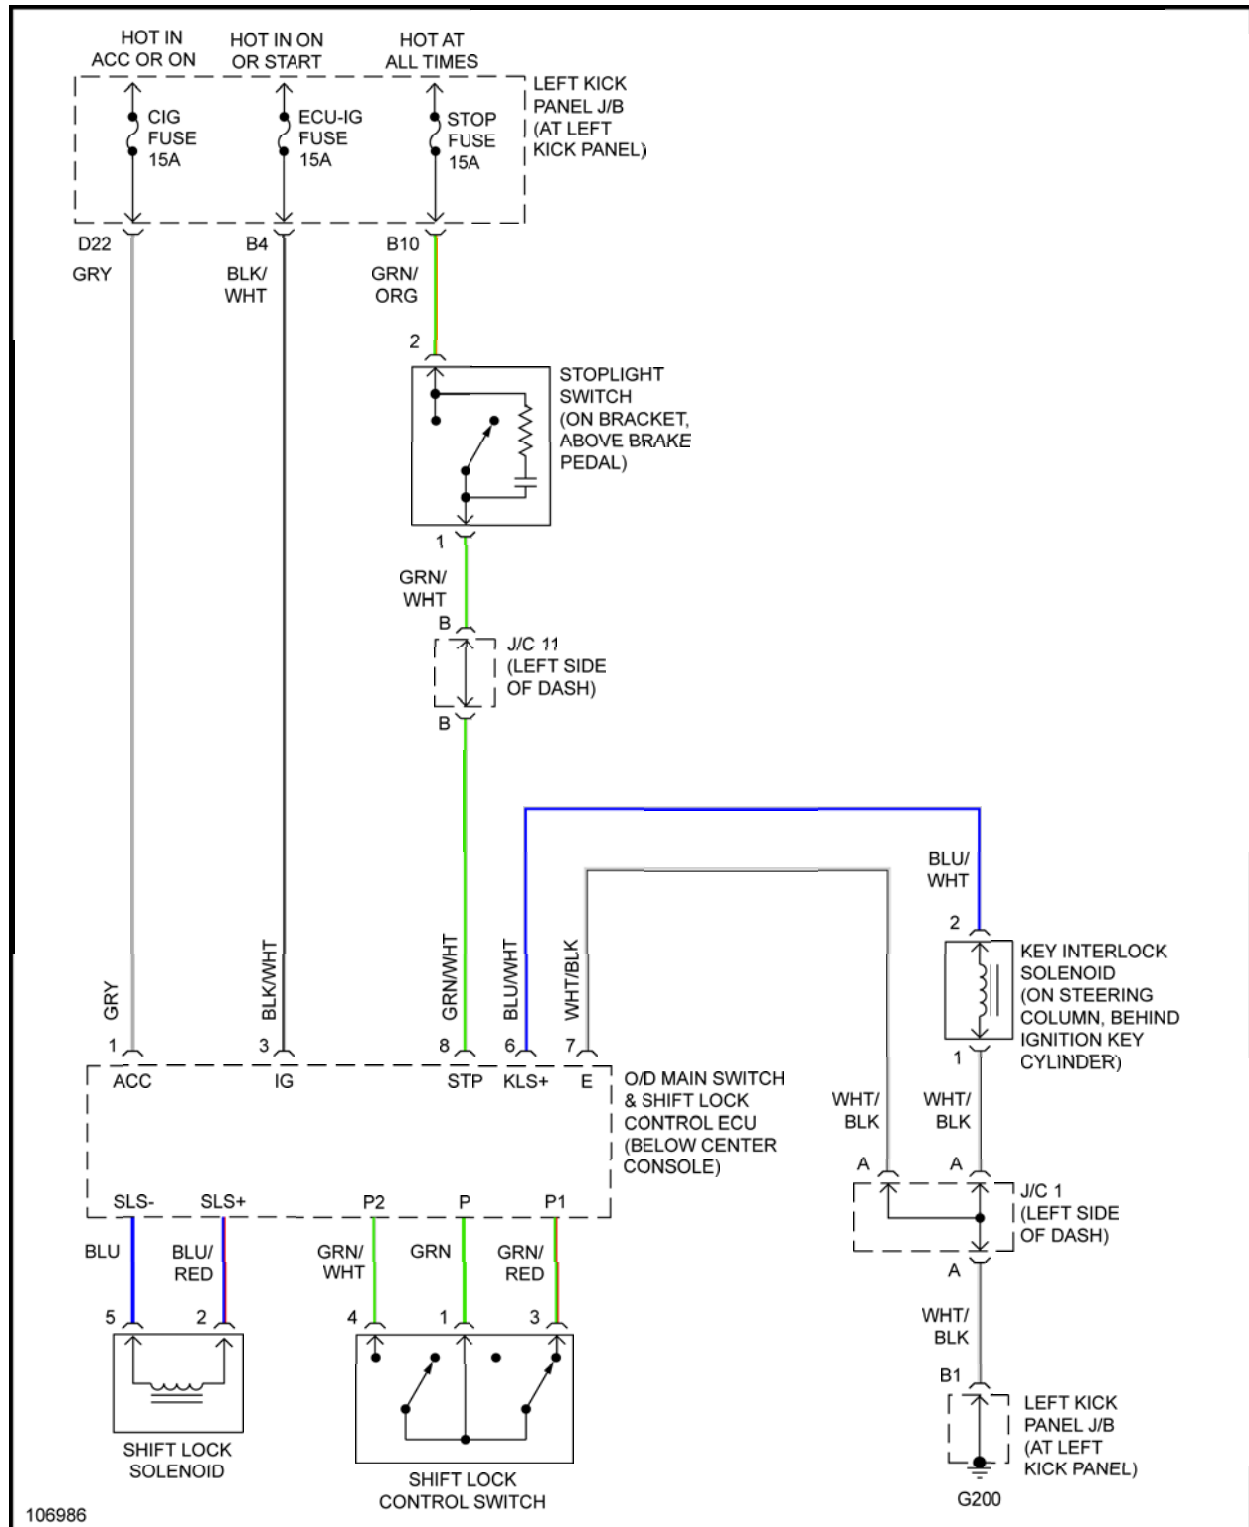 HOT IN
ACC OR ON
HOT IN ON
OR START
HOT AT
ALL TIMES
CIG
FUSE
15A
ECU-IG
FUSE
15A
STOP
FUSE
15A
LEFT KICK
PANEL J/B
(AT LEFT
KICK PANEL)
D22
B4
B10
GRY
BLK/
WHT
GRN/
ORG
2
STOPLIGHT
SWITCH
(ON BRACKET,
ABOVE BRAKE
PEDAL)
1
GRN/
WHT
B
J/C 11
(LEFT SIDE
OF DASH)
B
BLU/
WHT
2
KEY INTERLOCK
SOLENOID
(ON STEERING
COLUMN, BEHIND
IGNITION KEY
CYLINDER)
1
GRY
BLK/WHT
GRN/WHT
BLU/WHT
WHT/BLK
1
3
8
6
7
ACC
IG
STP
KLS+
E
O/D MAIN SWITCH
& SHIFT LOCK
CONTROL ECU
(BELOW CENTER
CONSOLE)
WHT/
BLK
WHT/
BLK
A
A
J/C 1
(LEFT SIDE
OF DASH)
A
SLS-
SLS+
P2
P
P1
BLU
BLU/
RED
GRN/
WHT
GRN
GRN/
RED
5
2
4
1
3
WHT/
BLK
B1
LEFT KICK
PANEL J/B
(AT LEFT
KICK PANEL)
G200
SHIFT LOCK
SOLENOID
SHIFT LOCK
CONTROL SWITCH
106986